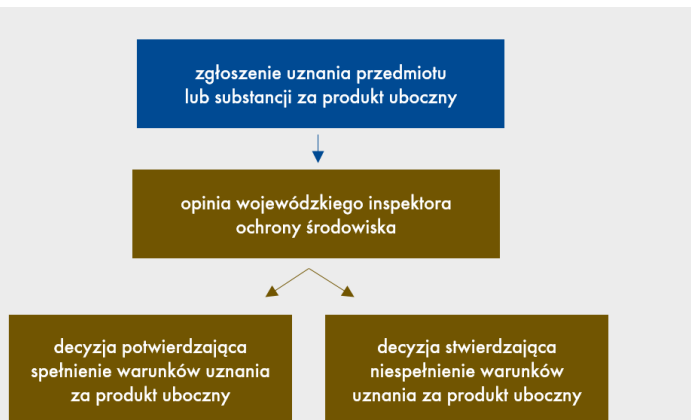 zgłoszenie uznania przedmiotu
lub substancji za produkt uboczny
opinia wojewódzkiego inspektora
ochrony środowiska
decyzja potwierdzająca
spełnienie warunków uznania
za produkt uboczny
decyzja stwierdzająca
niespełnienie warunków
uznania za produkt uboczny